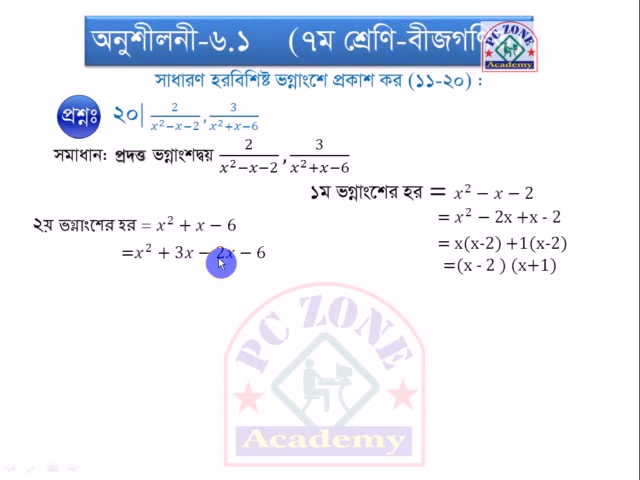 অনুশীলনী-৬.১ (৭ম শ্রেণি-বীজগণি
PC ZONE
Academy
সাধারণ হরবিশিষ্ট ভগ্নাংশে প্রকাশ কর (১১-২০) :
প্রশ্নঃ ২০| 2/(x²−x−2) , 3/(x²+x−6)
সমাধান: প্রদত্ত ভগ্নাংশদ্বয় 2/(x²−x−2) , 3/(x²+x−6)
১ম ভগ্নাংশের হর = x² − x − 2
= x² − 2x +x - 2
= x(x-2) +1(x-2)
=(x - 2 ) (x+1)
২য় ভগ্নাংশের হর = x² + x − 6
=x² + 3x − 2x − 6
PC ZONE
Academy